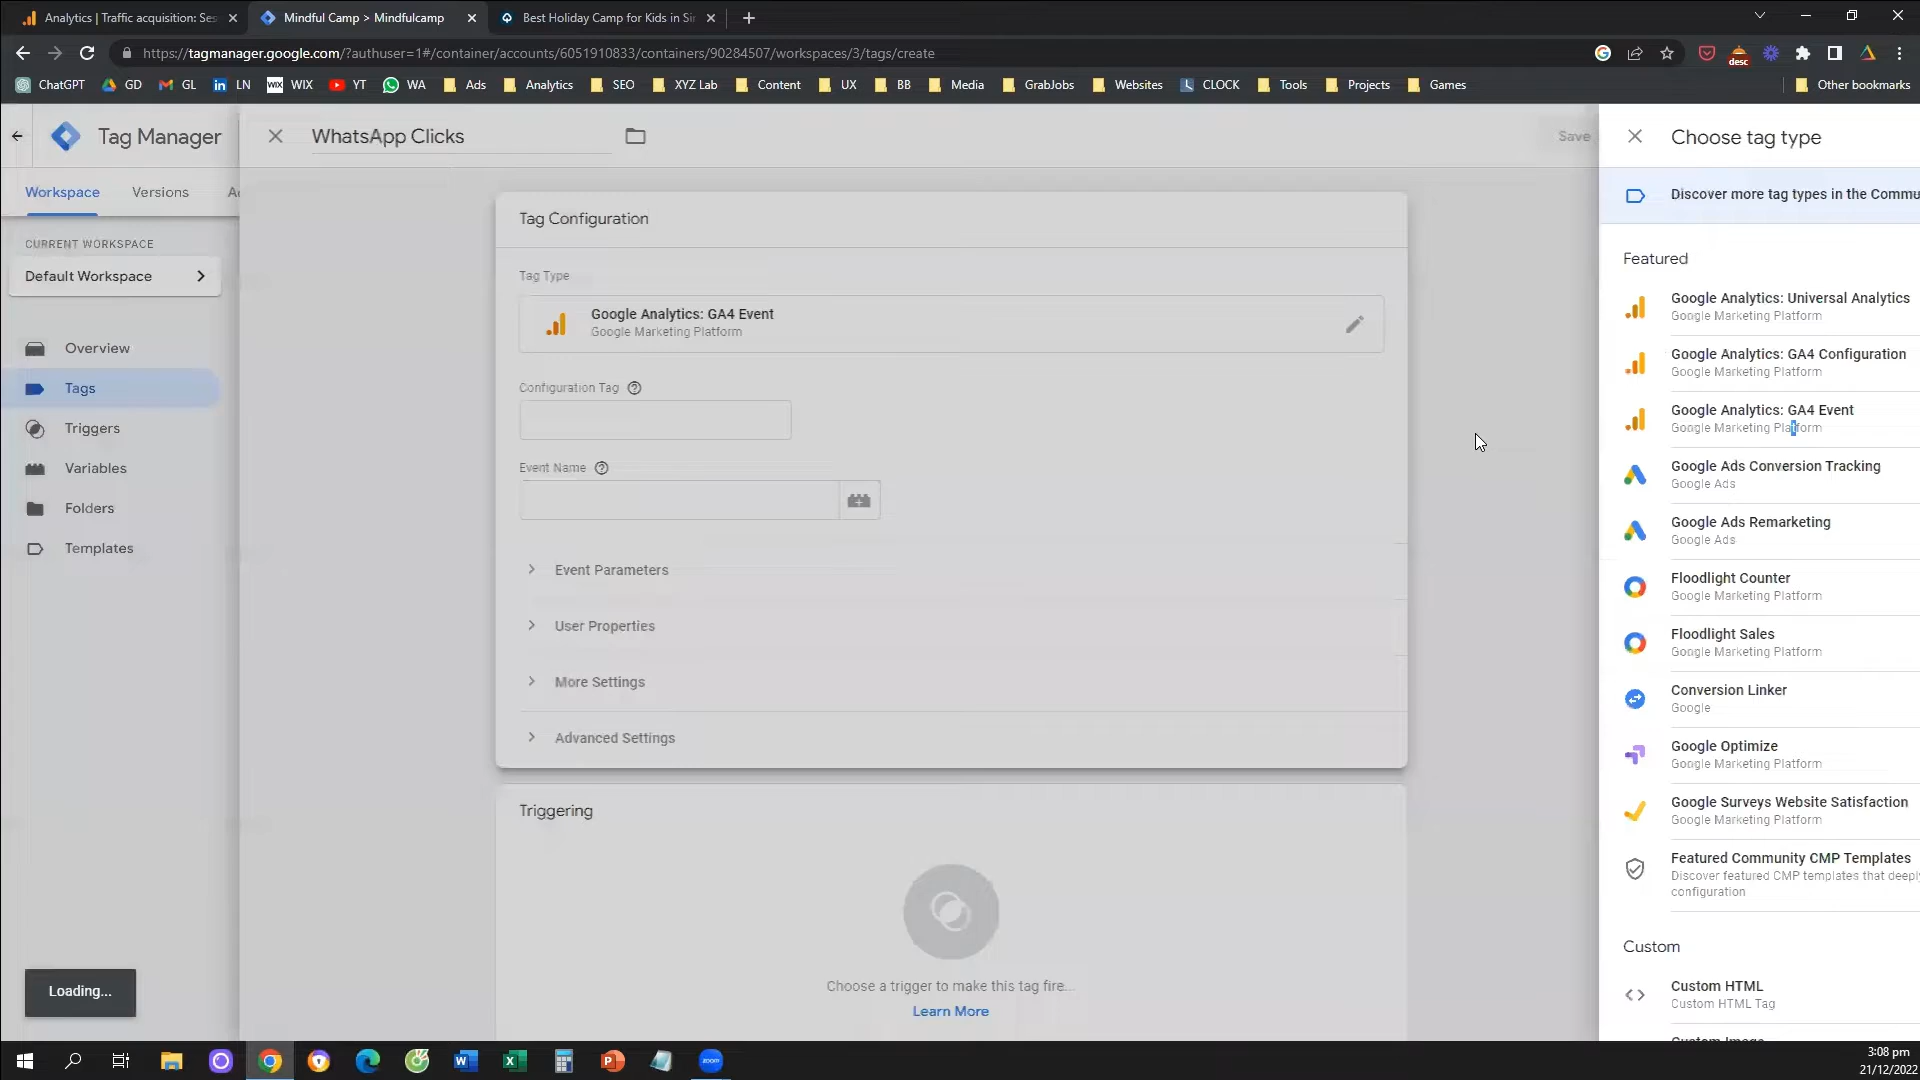 Analytics | Traffic acquisition: Ses
Mindful Camp > Mindfulcamp
Best Holiday Camp for Kids in Sin
https://tagmanager.google.com/?authuser=1#/container/accounts/6051910833/containers/90284507/workspaces/3/tags/create
desc
ChatGPT
GD
GL
LN
WIX
WIX
YT
WA
Ads
Analytics
SEO
XYZ Lab
Content
UX
BB
Media
GrabJobs
Websites
CLOCK
Tools
Projects
Games
Other bookmarks
Tag Manager
WhatsApp Clicks
Save
Choose tag type
Workspace
Versions
Discover more tag types in the Commu
CURRENT WORKSPACE
Default Workspace
Overview
Tags
Triggers
Variables
Folders
Templates
Tag Configuration
Tag Type
Google Analytics: GA4 Event
Google Marketing Platform
Configuration Tag
Event Name
Event Parameters
User Properties
More Settings
Advanced Settings
Triggering
Choose a trigger to make this tag fire...
Learn More
Featured
Google Analytics: Universal Analytics
Google Marketing Platform
Google Analytics: GA4 Configuration
Google Marketing Platform
Google Analytics: GA4 Event
Google Marketing Platform
Google Ads Conversion Tracking
Google Ads
Google Ads Remarketing
Google Ads
Floodlight Counter
Google Marketing Platform
Floodlight Sales
Google Marketing Platform
Conversion Linker
Google
Google Optimize
Google Marketing Platform
Google Surveys Website Satisfaction
Google Marketing Platform
Featured Community CMP Templates
Discover featured CMP templates that deeply
configuration
Custom
Custom HTML
Custom HTML Tag
Custom Image
Loading...
zoom
3:08 pm
21/12/2022